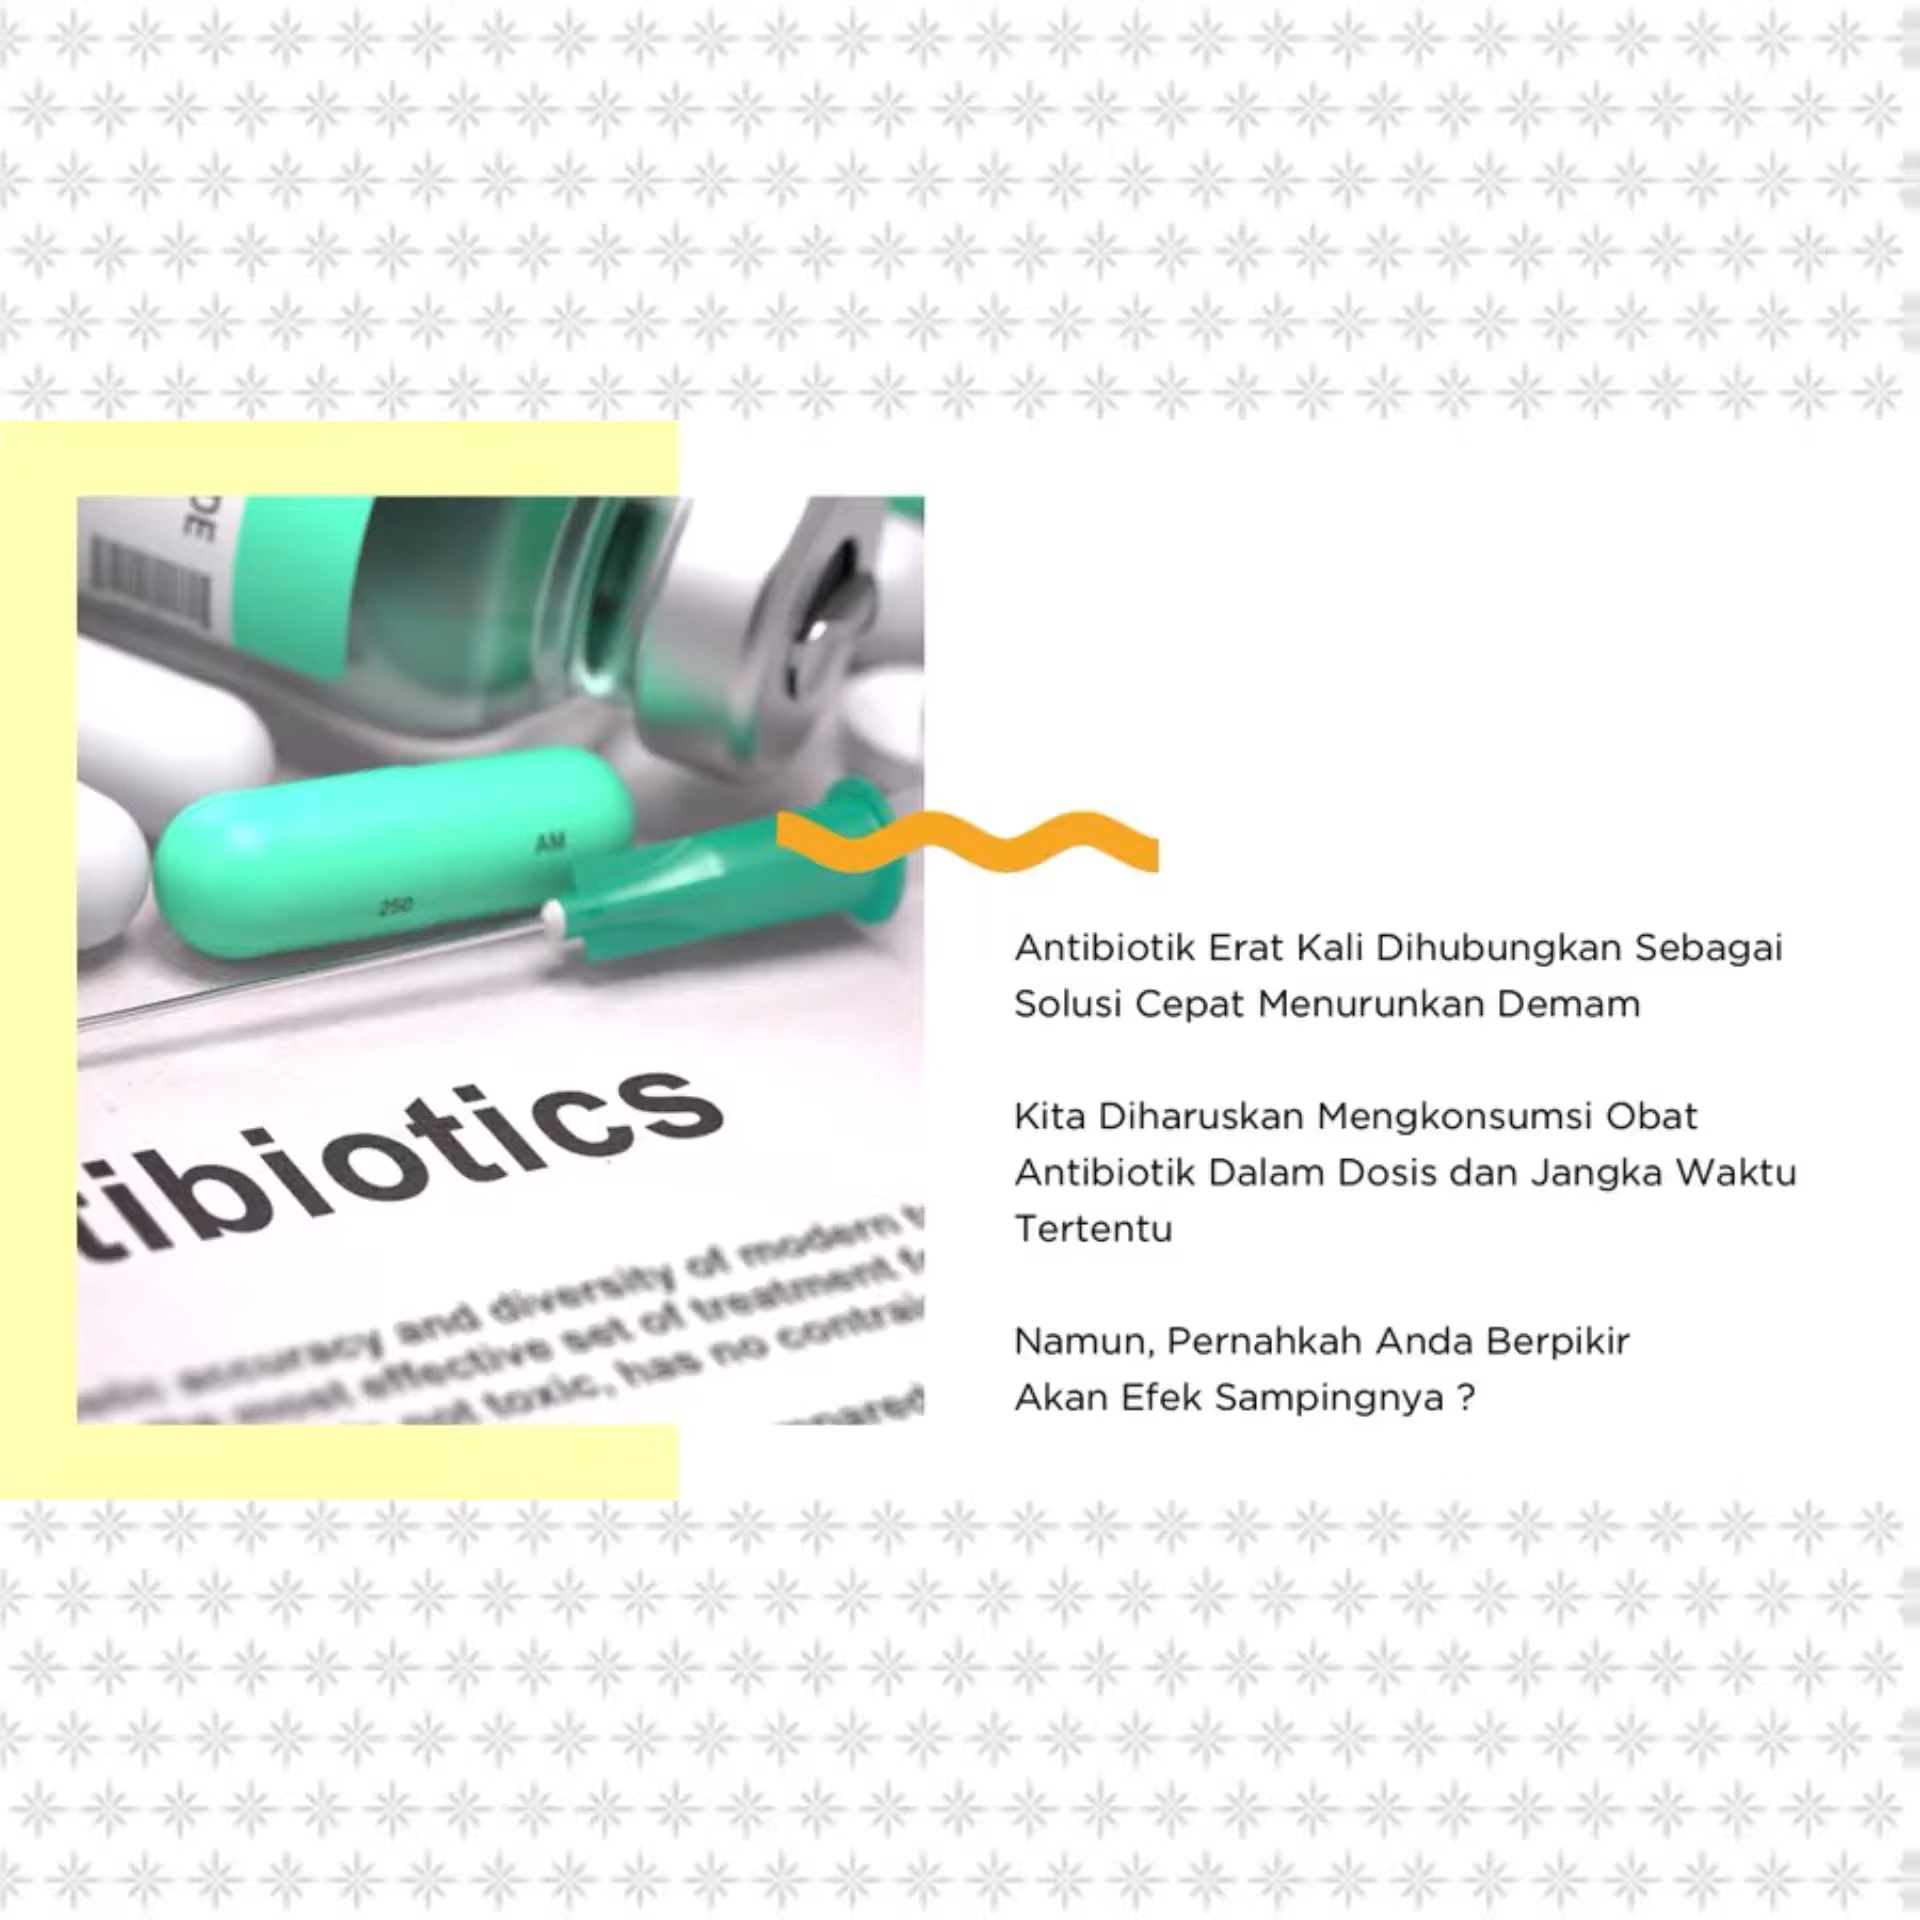 DE
AM
250
tibiotics
accuracy and diversity of modern
most effective set of treatment
not toxic, has no
Antibiotik Erat Kali Dihubungkan Sebagai
Solusi Cepat Menurunkan Demam
Kita Diharuskan Mengkonsumsi Obat
Antibiotik Dalam Dosis dan Jangka Waktu
Tertentu
Namun, Pernahkah Anda Berpikir
Akan Efek Sampingnya ?